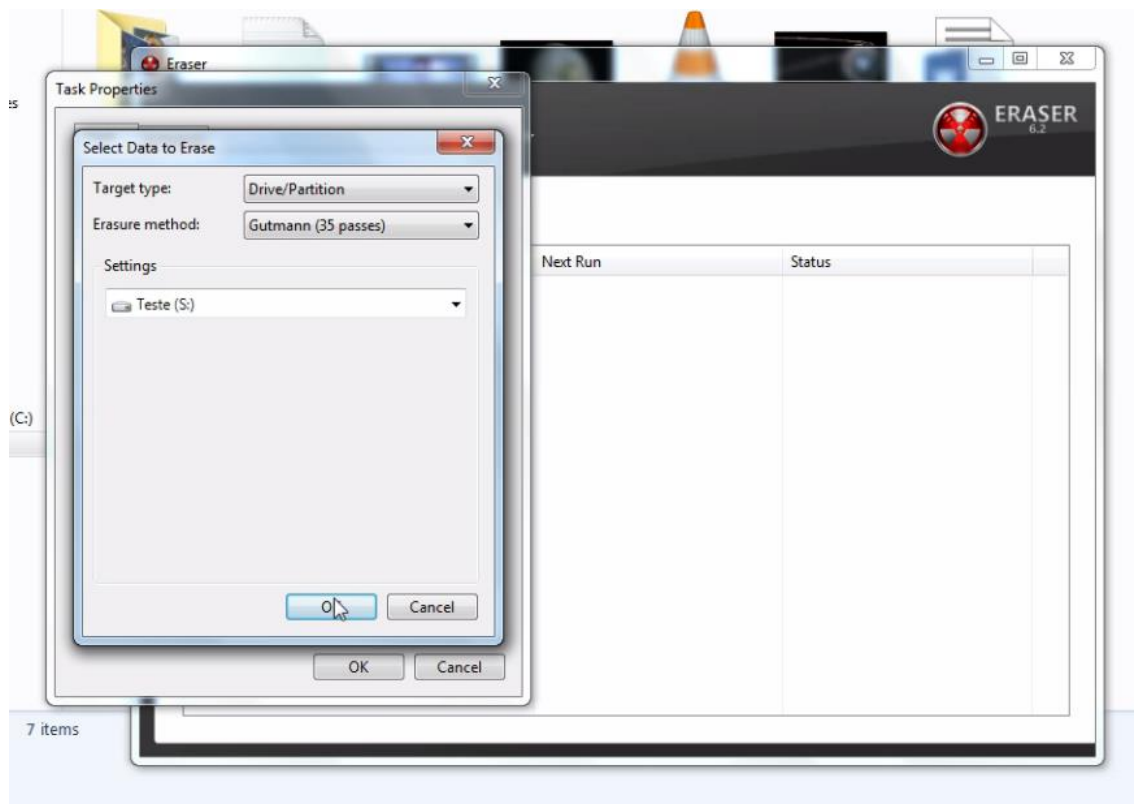 Eraser
Task Properties
es
ERASER
6.2
Select Data to Erase
Target type:
Drive/Partition
Erasure method:
Gutmann (35 passes)
Settings
Next Run
Status
Teste (S:)
(C:)
Cancel
OK
Cancel
7 items